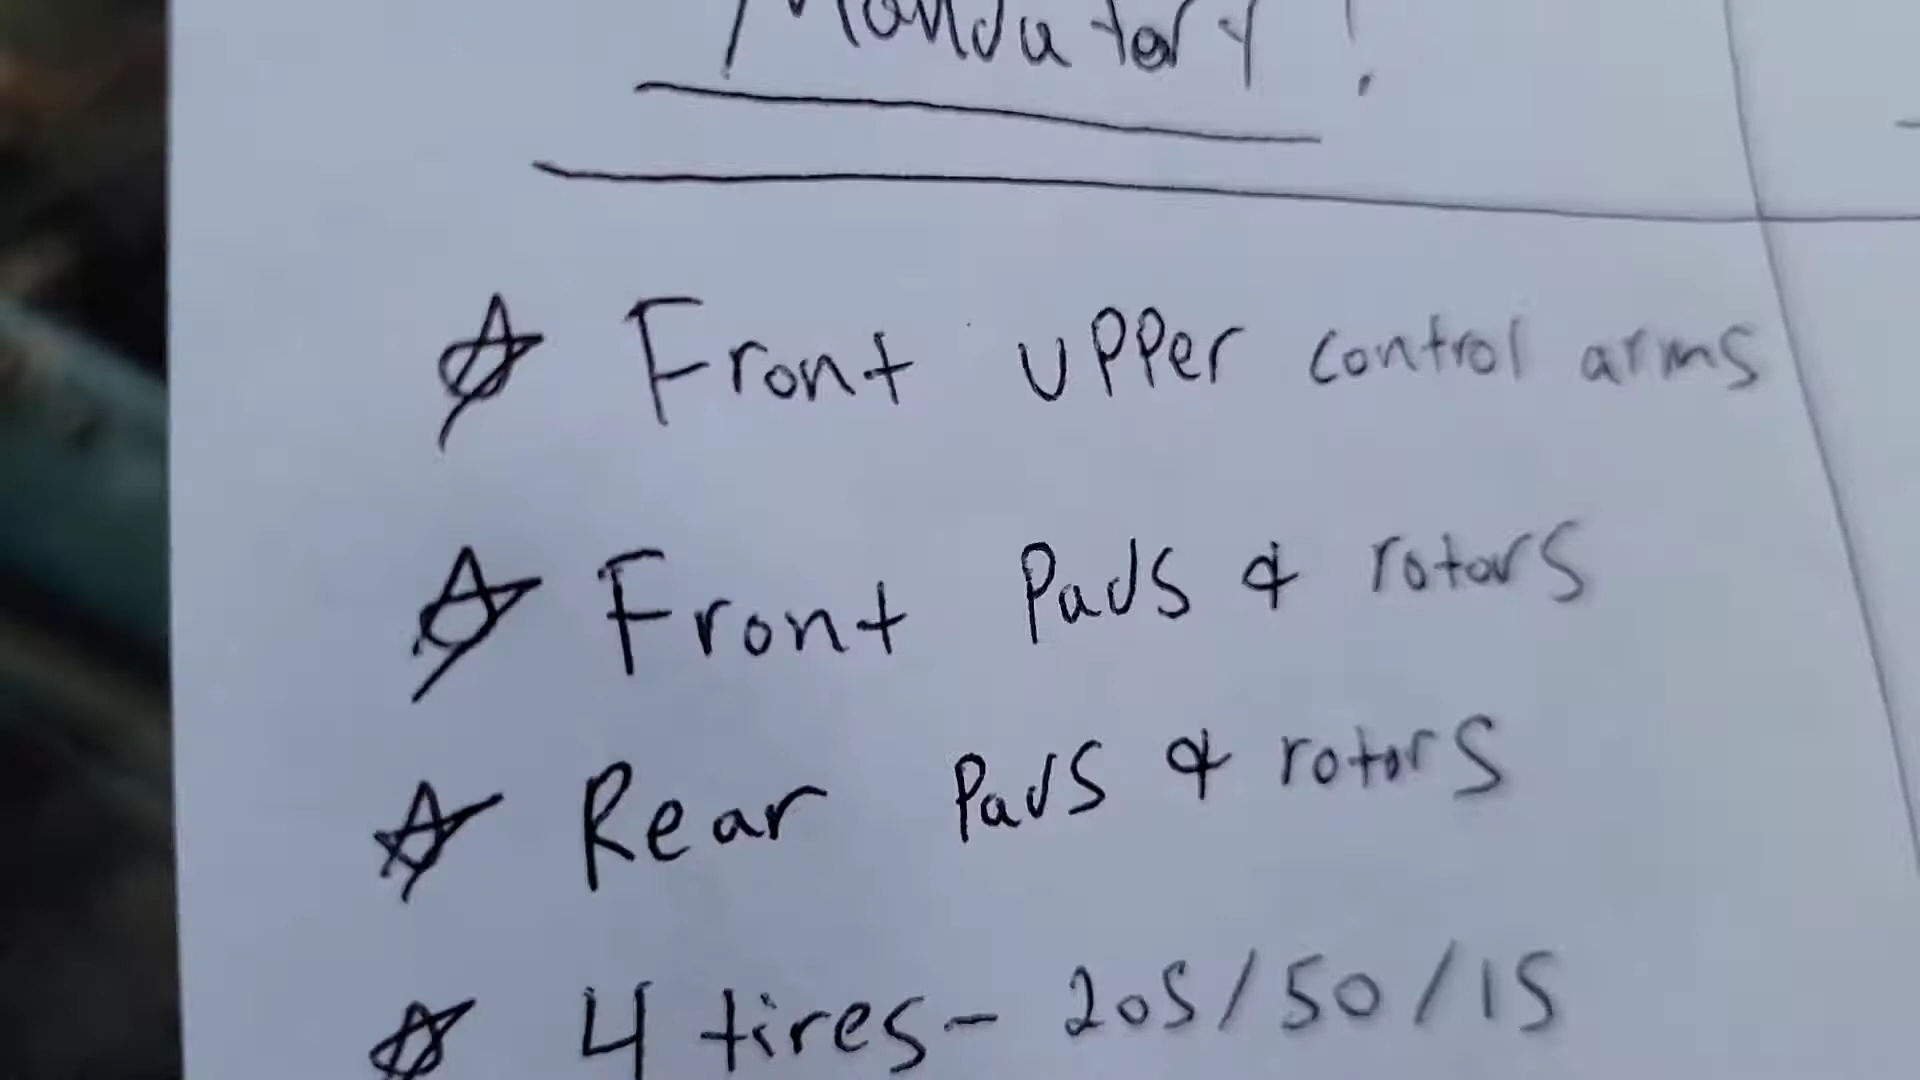 Mandatory!
Front upper control arms
Front Pads & rotors
Rear Pads & rotors
4 tires- 205/50/15